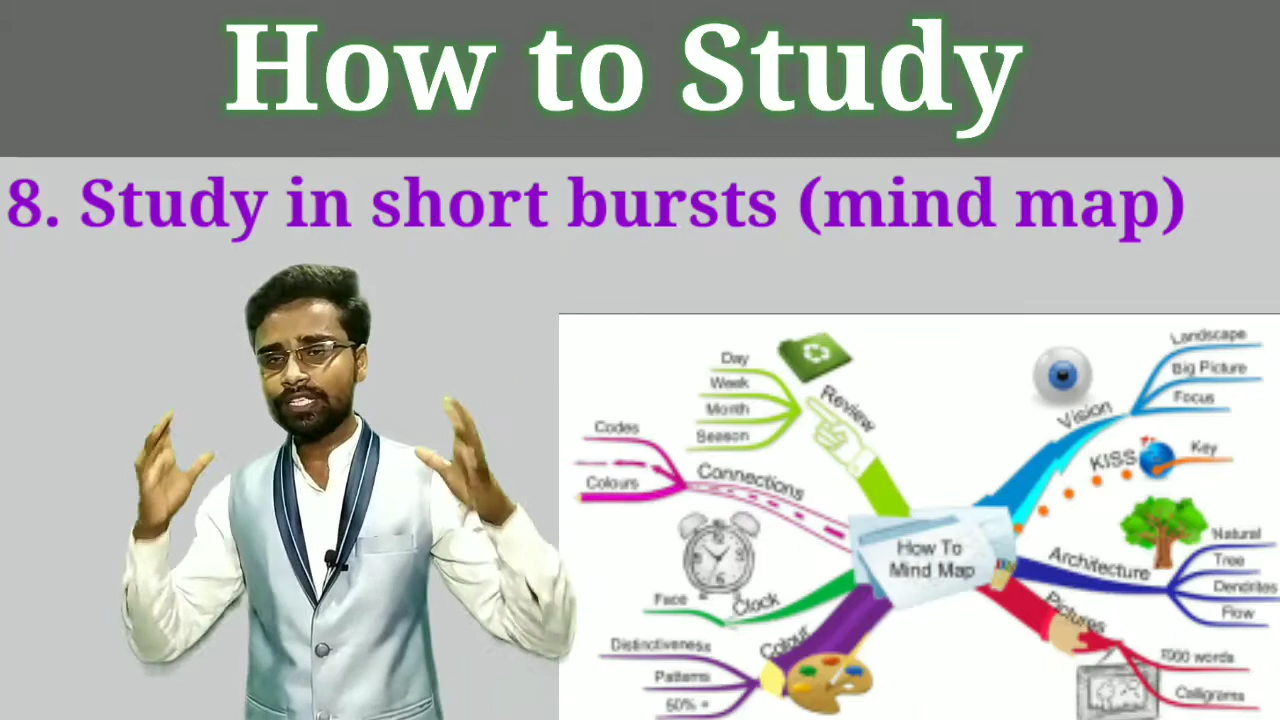 How to Study
8. Study in short bursts (mind map)
Day
Week
Month
Season
Review
Codes
Colours
Connections
Clock
Face
Colour
Distinctiveness
Patterns
50% +
How To
Mind Map
Vision
Landscape
Big Picture
Focus
KISS
Key
Architecture
Natural
Tree
Dendrites
Flow
Pictures
1000 words
Calligrams